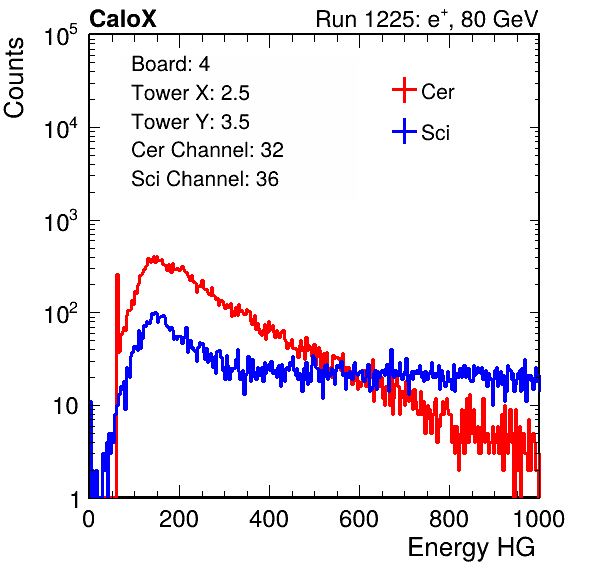 CaloX Run 1225: e⁺, 80 GeV
Board: 4
Tower X: 2.5
Tower Y: 3.5
Cer Channel: 32
Sci Channel: 36
Cer
Sci
Counts
10⁵
10⁴
10³
10²
10
1
0 200 400 600 800 1000
Energy HG